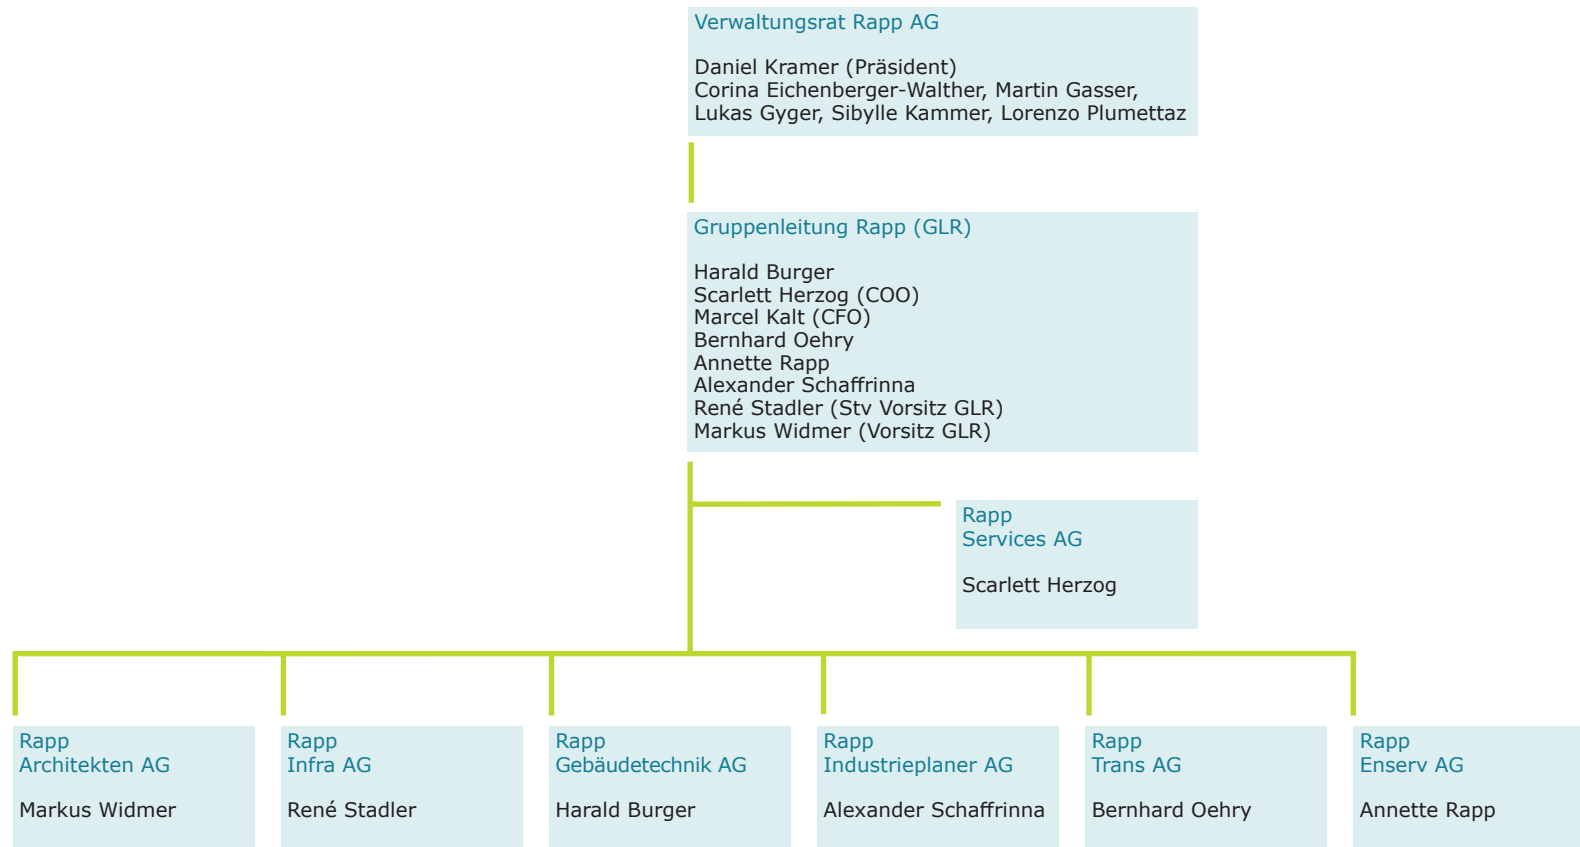 Verwaltungsrat Rapp AG
Daniel Kramer (Präsident)
Corina Eichenberger-Walther, Martin Gasser,
Lukas Gyger, Sibylle Kammer, Lorenzo Plumettaz
Gruppenleitung Rapp (GLR)
Harald Burger
Scarlett Herzog (COO)
Marcel Kalt (CFO)
Bernhard Oehry
Annette Rapp
Alexander Schaffrinna
René Stadler (Stv Vorsitz GLR)
Markus Widmer (Vorsitz GLR)
Rapp
Services AG
Scarlett Herzog
Rapp
Architekten AG
Markus Widmer
Rapp
Infra AG
René Stadler
Rapp
Gebäudetechnik AG
Harald Burger
Rapp
Industrieplaner AG
Alexander Schaffrinna
Rapp
Trans AG
Bernhard Oehry
Rapp
Enserv AG
Annette Rapp